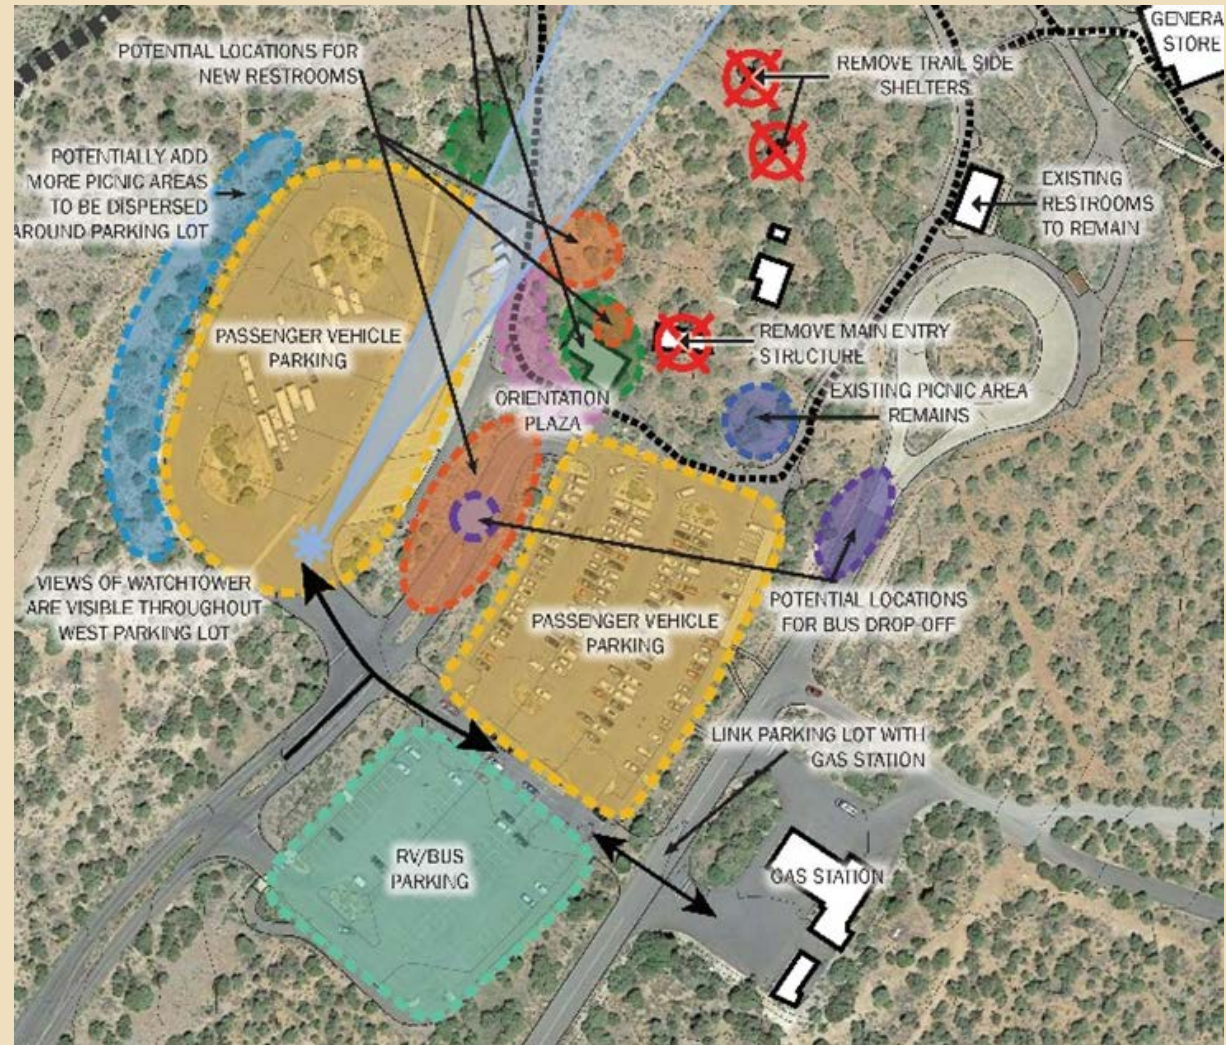 GENERA
STORE
POTENTIAL LOCATIONS FOR
NEW RESTROOMS
REMOVE TRAIL SIDE
SHELTERS
POTENTIALLY ADD
MORE PICNIC AREAS
TO BE DISPERSED
AROUND PARKING LOT
EXISTING
RESTROOMS
TO REMAIN
PASSENGER VEHICLE
PARKING
REMOVE MAIN ENTRY
STRUCTURE
ORIENTATION
PLAZA
EXISTING PICNIC AREA
REMAINS
VIEWS OF WATCHTOWER
ARE VISIBLE THROUGHOUT
WEST PARKING LOT
PASSENGER VEHICLE
PARKING
POTENTIAL LOCATIONS
FOR BUS DROP-OFF
LINK PARKING LOT WITH
GAS STATION
RV/BUS
PARKING
GAS STATION